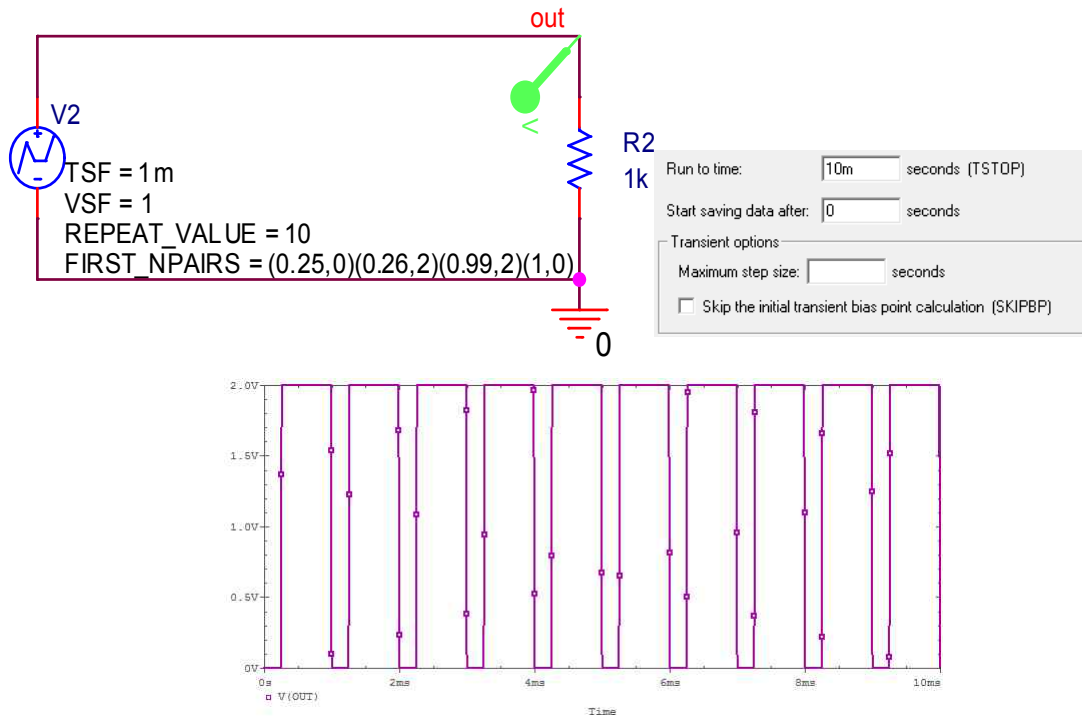 out
V2
+
-
TSF = 1m
VSF = 1
REPEAT_VALUE = 10
FIRST_NPAIRS = (0.25,0)(0.26,2)(0.99,2)(1,0)
V
R2
1k
0
Run to time: 10m seconds (TSTOP)
Start saving data after: 0 seconds
Transient options
Maximum step size: seconds
Skip the initial transient bias point calculation (SKIPBP)
2.0V
1.5V
1.0V
0.5V
0V
0s 2ms 4ms 6ms 8ms 10ms
V(OUT)
Time